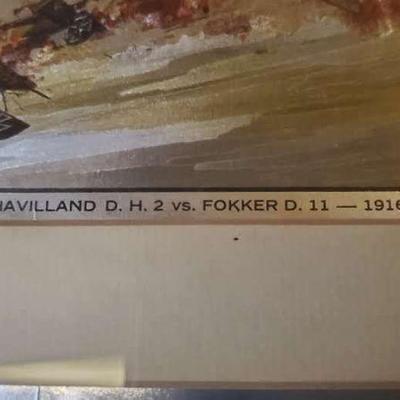 HAVILLAND D. H. 2 vs. FOKKER D. 11 — 1916